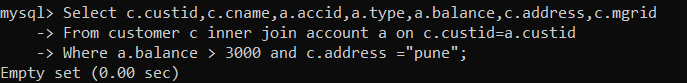 mysql> Select c.custid,c.cname,a.accid,a.type,a.balance,c.address,c.mgrid
    -> From customer c inner join account a on c.custid=a.custid
    -> Where a.balance > 3000 and c.address ="pune";
Empty set (0.00 sec)